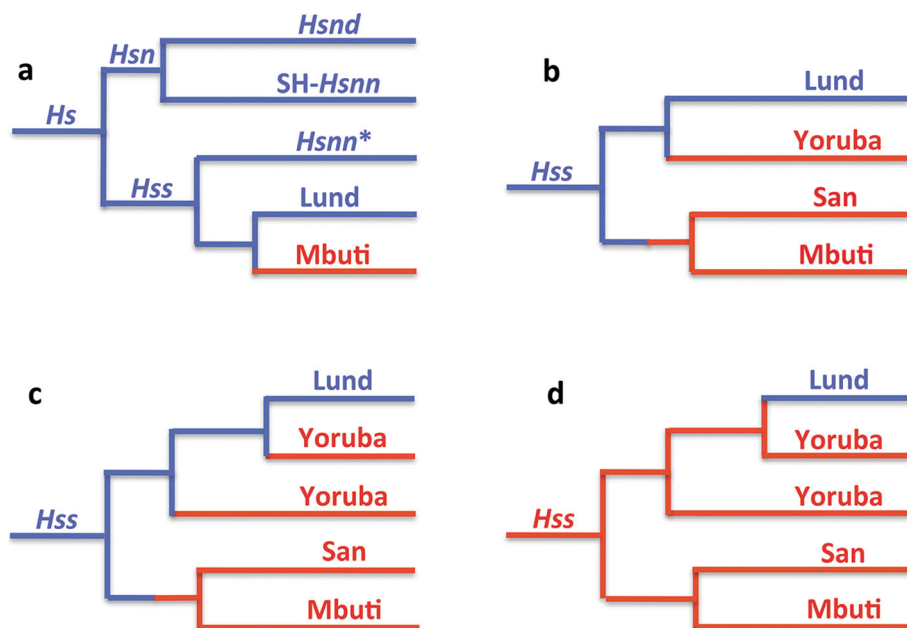 a
Hsnd
Hsn
SH-Hsnn
Hs
Hsnn*
Hss
Lund
Mbuti
b
Lund
Yoruba
Hss
San
Mbuti
c
Lund
Yoruba
Yoruba
Hss
San
Mbuti
d
Lund
Yoruba
Yoruba
Hss
San
Mbuti